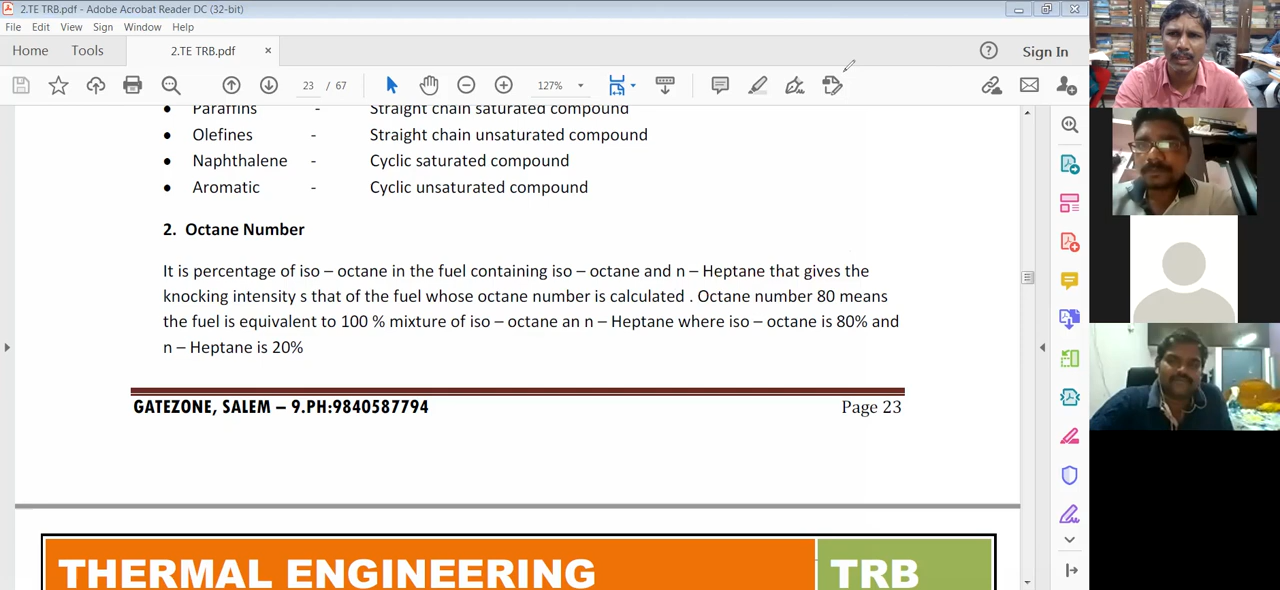 2.TE TRB.pdf - Adobe Acrobat Reader DC (32-bit)
File Edit View Sign Window Help
Home Tools 2.TE TRB.pdf × Sign In
23 / 67 127%
• Paraffins - Straight chain saturated compound
• Olefines - Straight chain unsaturated compound
• Naphthalene - Cyclic saturated compound
• Aromatic - Cyclic unsaturated compound
2. Octane Number
It is percentage of iso – octane in the fuel containing iso – octane and n – Heptane that gives the
knocking intensity s that of the fuel whose octane number is calculated . Octane number 80 means
the fuel is equivalent to 100 % mixture of iso – octane an n – Heptane where iso – octane is 80% and
n – Heptane is 20%
GATEZONE, SALEM – 9.PH:9840587794 Page 23
THERMAL ENGINEERING TRB